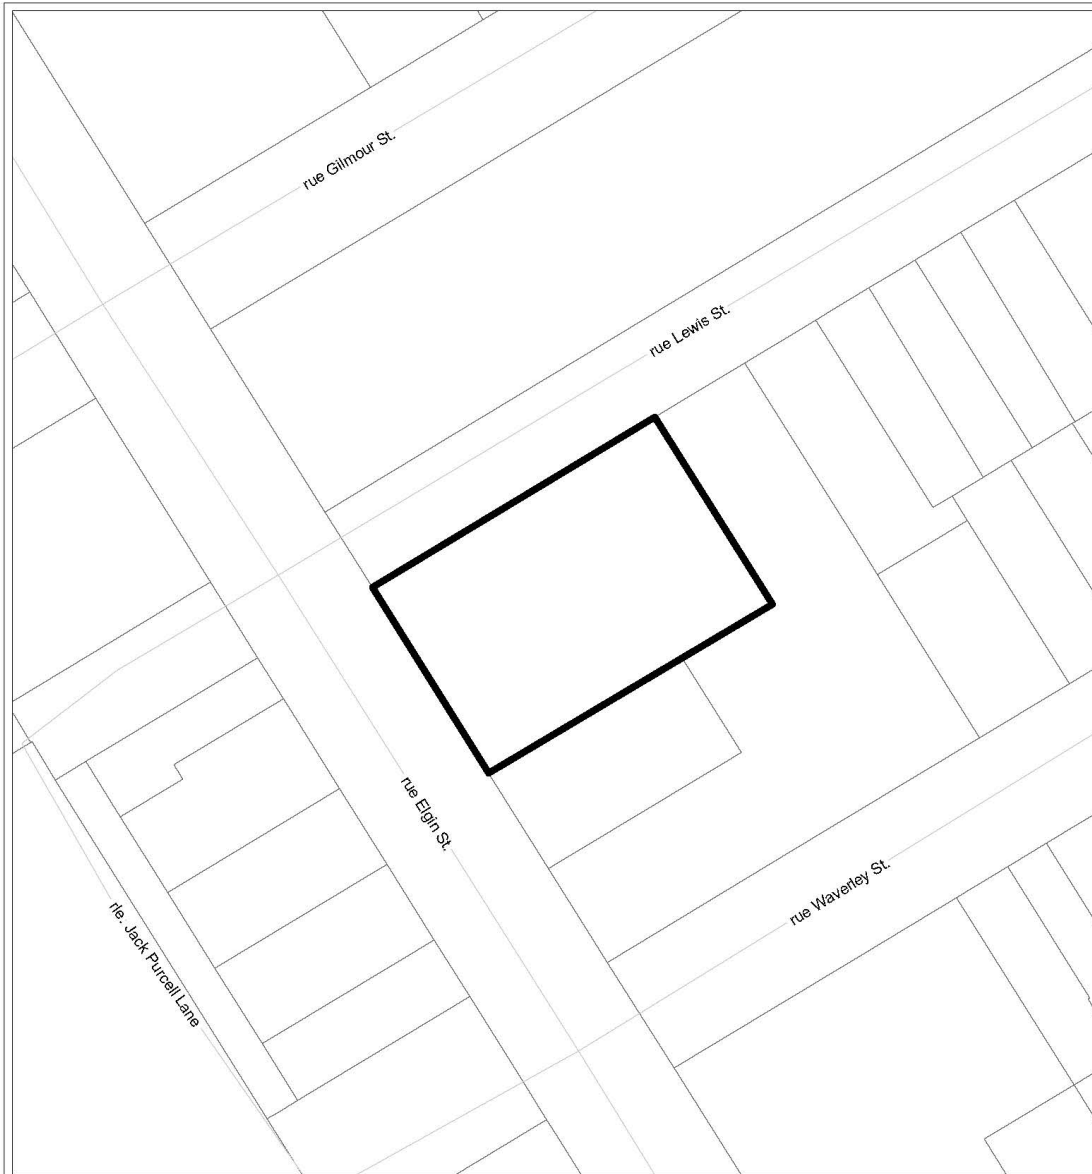 rue Gilmour St.
rue Lewis St.
rue Elgin St.
rue Waverley St.
rle. Jack Purcell Lane